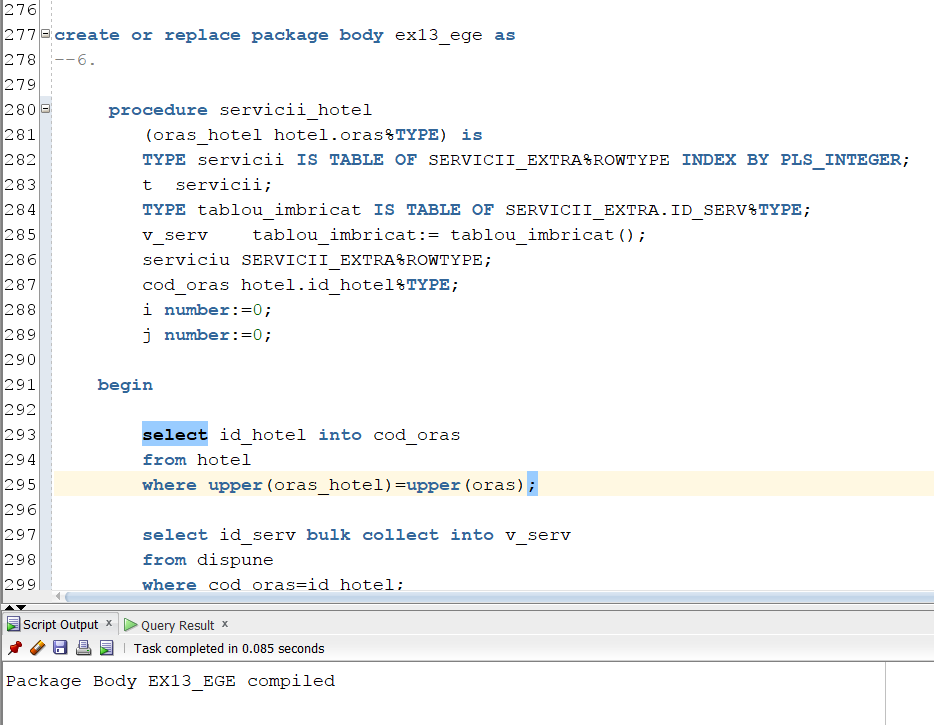 276
277 create or replace package body ex13_ege as
278 --6.
279
280 procedure servicii_hotel
281 (oras_hotel hotel.oras%TYPE) is
282 TYPE servicii IS TABLE OF SERVICII_EXTRA%ROWTYPE INDEX BY PLS_INTEGER;
283 t  servicii;
284 TYPE tablou_imbricat IS TABLE OF SERVICII_EXTRA.ID_SERV%TYPE;
285 v_serv    tablou_imbricat:= tablou_imbricat();
286 serviciu SERVICII_EXTRA%ROWTYPE;
287 cod_oras hotel.id_hotel%TYPE;
288 i number:=0;
289 j number:=0;
290
291 begin
292
293 select id_hotel into cod_oras
294 from hotel
295 where upper(oras_hotel)=upper(oras);
296
297 select id_serv bulk collect into v_serv
298 from dispune
299 where cod_oras=id_hotel;
Script Output x Query Result x
Task completed in 0.085 seconds
Package Body EX13_EGE compiled